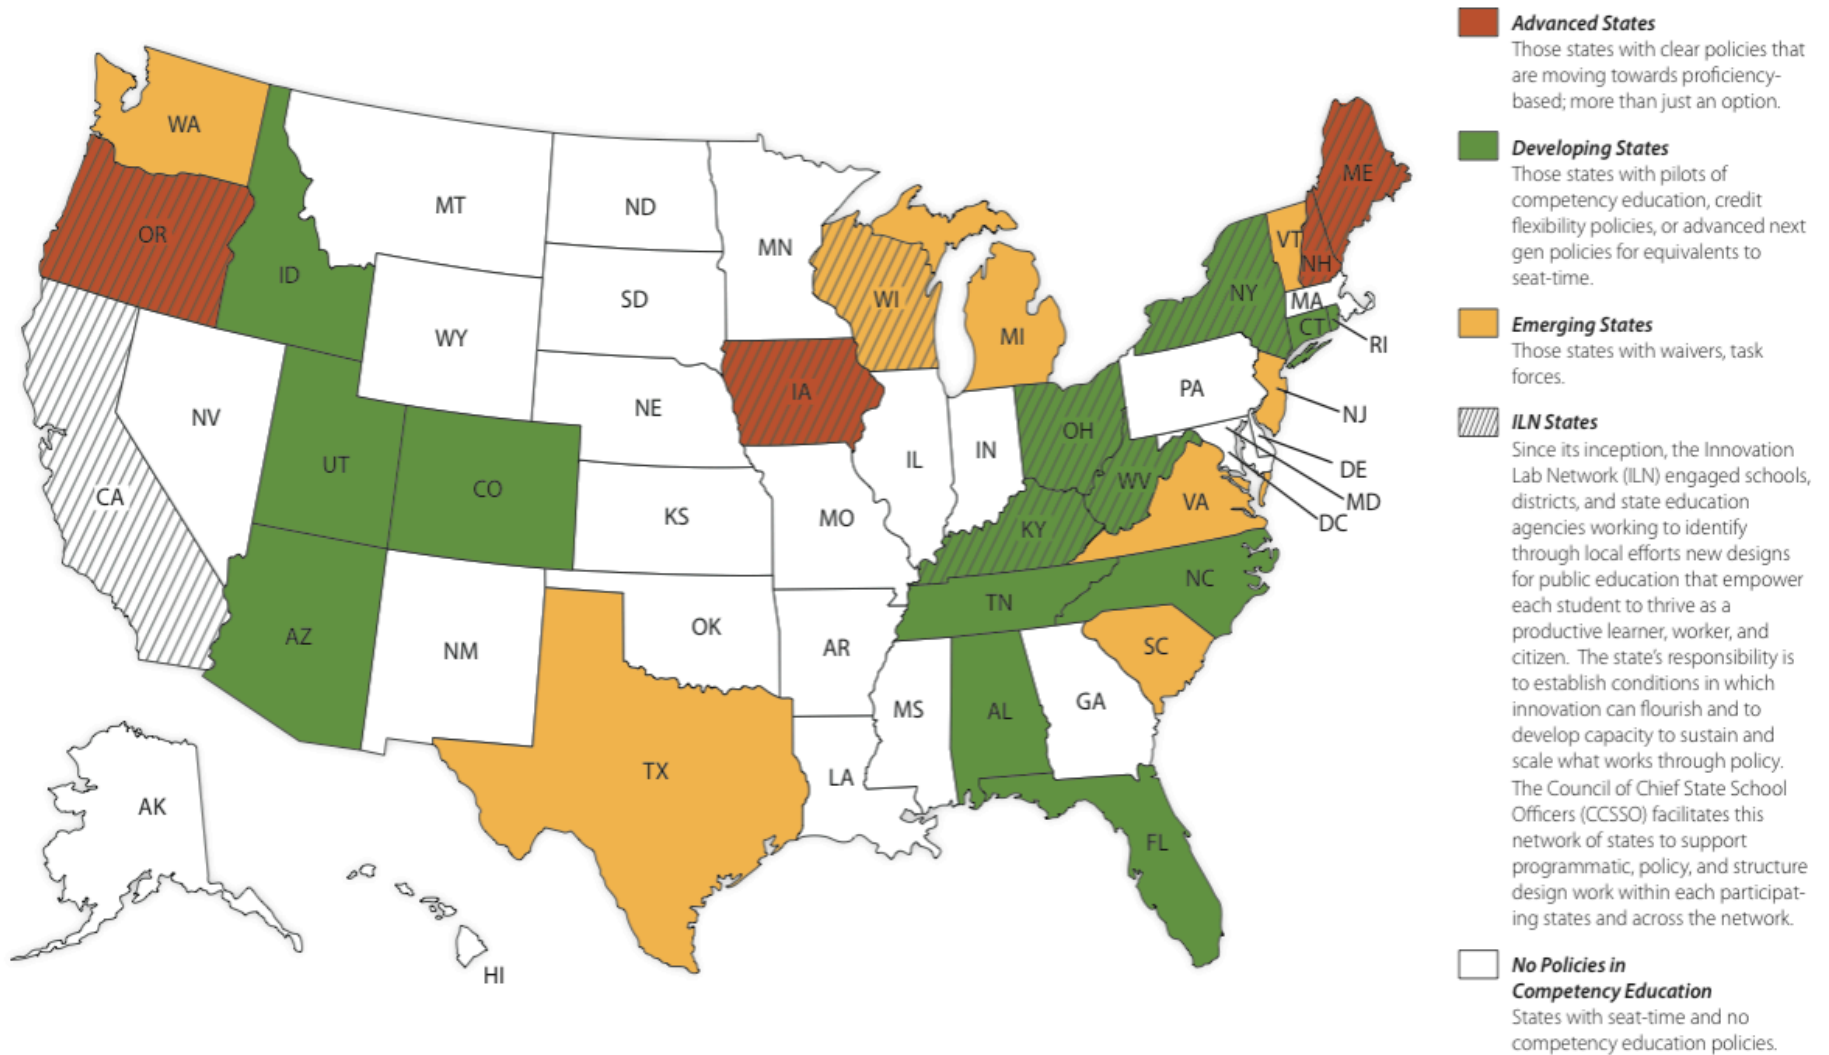 WA
OR
ID
MT
ND
SD
MN
WY
NE
IA
WI
MI
NV
UT
CO
KS
MO
IL
IN
OH
CA
AZ
NM
OK
AR
TX
LA
MS
AL
GA
TN
KY
WV
VA
NC
SC
FL
PA
NY
VT
NH
ME
MA
CT
RI
NJ
DE
MD
DC
AK
HI
Advanced States
Those states with clear policies that
are moving towards proficiency-
based; more than just an option.
Developing States
Those states with pilots of
competency education, credit
flexibility policies, or advanced next
gen policies for equivalents to
seat-time.
Emerging States
Those states with waivers, task
forces.
ILN States
Since its inception, the Innovation
Lab Network (ILN) engaged schools,
districts, and state education
agencies working to identify
through local efforts new designs
for public education that empower
each student to thrive as a
productive learner, worker, and
citizen. The state's responsibility is
to establish conditions in which
innovation can flourish and to
develop capacity to sustain and
scale what works through policy.
The Council of Chief State School
Officers (CCSSO) facilitates this
network of states to support
programmatic, policy, and structure
design work within each participat-
ing states and across the network.
No Policies in
Competency Education
States with seat-time and no
competency education policies.